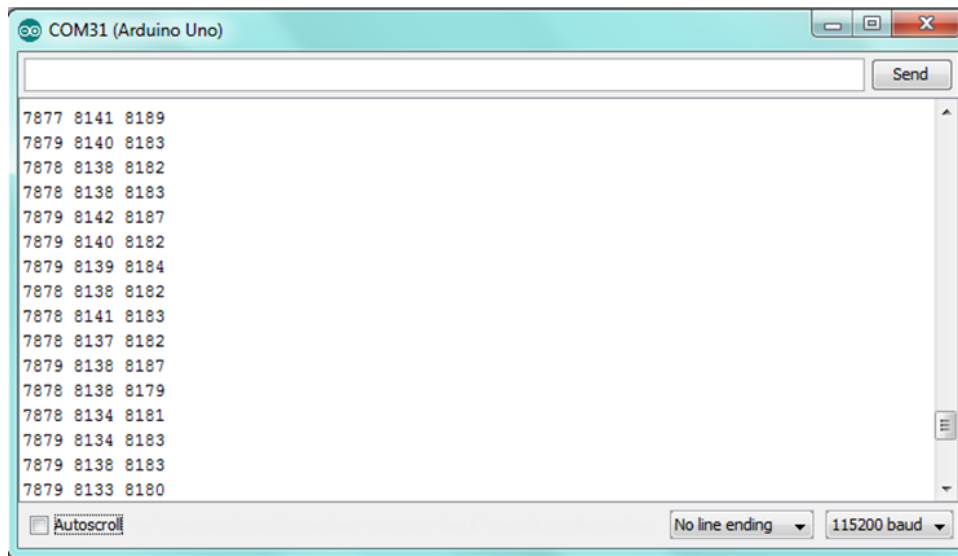 COM31 (Arduino Uno)
Send
7877 8141 8189
7879 8140 8183
7878 8138 8182
7878 8138 8183
7879 8142 8187
7879 8140 8182
7879 8139 8184
7878 8138 8182
7878 8141 8183
7878 8137 8182
7879 8138 8187
7878 8138 8179
7878 8134 8181
7879 8134 8183
7879 8138 8183
7879 8133 8180
Autoscroll
No line ending
115200 baud